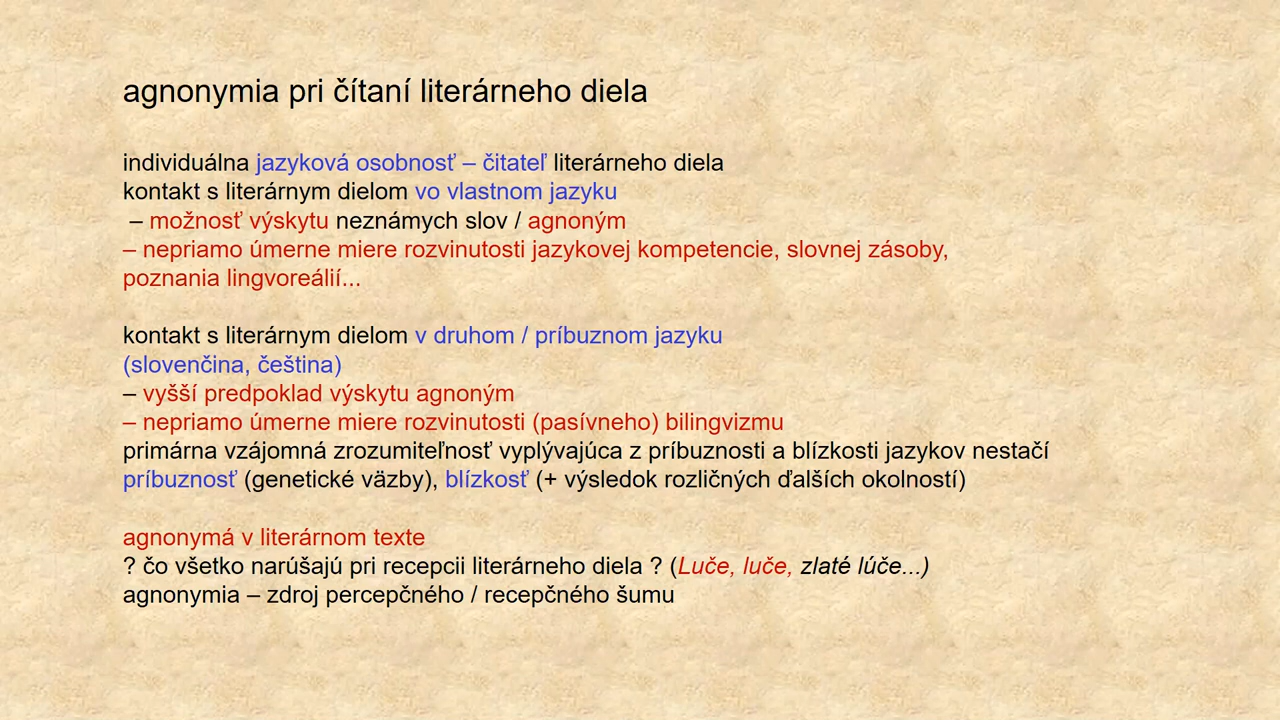 agnonymia pri čítaní literárneho diela
individuálna jazyková osobnosť – čitateľ literárneho diela
kontakt s literárnym dielom vo vlastnom jazyku
– možnosť výskytu neznámych slov / agnoným
– nepriamo úmerne miere rozvinutosti jazykovej kompetencie, slovnej zásoby,
poznania lingvoreálií...
kontakt s literárnym dielom v druhom / príbuznom jazyku
(slovenčina, čeština)
– vyšší predpoklad výskytu agnoným
– nepriamo úmerne miere rozvinutosti (pasívneho) bilingvizmu
primárna vzájomná zrozumiteľnosť vyplývajúca z príbuznosti a blízkosti jazykov nestačí
príbuznosť (genetické väzby), blízkosť (+ výsledok rozličných ďalších okolností)
agnonymá v literárnom texte
? čo všetko narúšajú pri recepcii literárneho diela ? (Luče, luče, zlaté lúče...)
agnonymia – zdroj percepčného / recepčného šumu